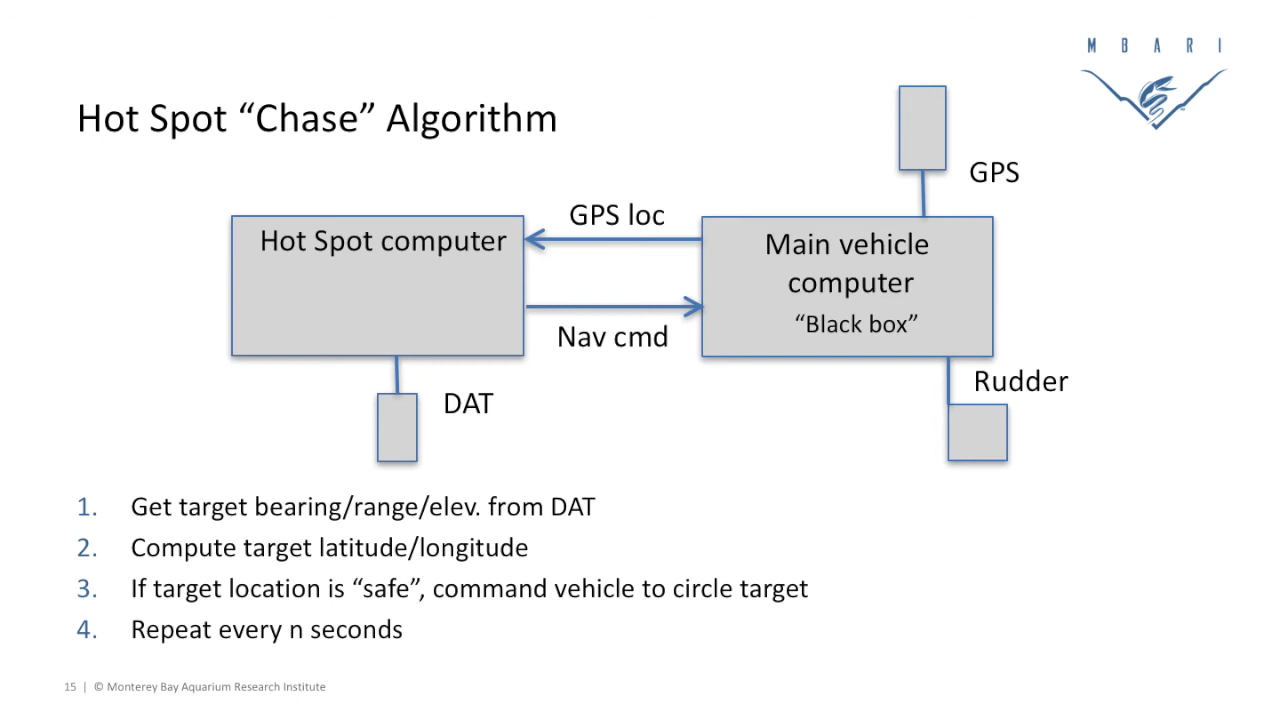 M B A R I
Hot Spot “Chase” Algorithm
GPS
GPS loc
Hot Spot computer
Main vehicle
computer
“Black box”
Nav cmd
Rudder
DAT
1. Get target bearing/range/elev. from DAT
2. Compute target latitude/longitude
3. If target location is “safe”, command vehicle to circle target
4. Repeat every n seconds
15 | © Monterey Bay Aquarium Research Institute